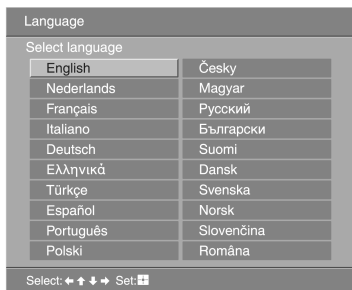 Language
Select language
English
Nederlands
Français
Italiano
Deutsch
Ελληνικά
Türkçe
Español
Português
Polski
Česky
Magyar
Русский
Български
Suomi
Dansk
Svenska
Norsk
Slovenčina
Româna
Select: ← ↑ ↓ → Set: